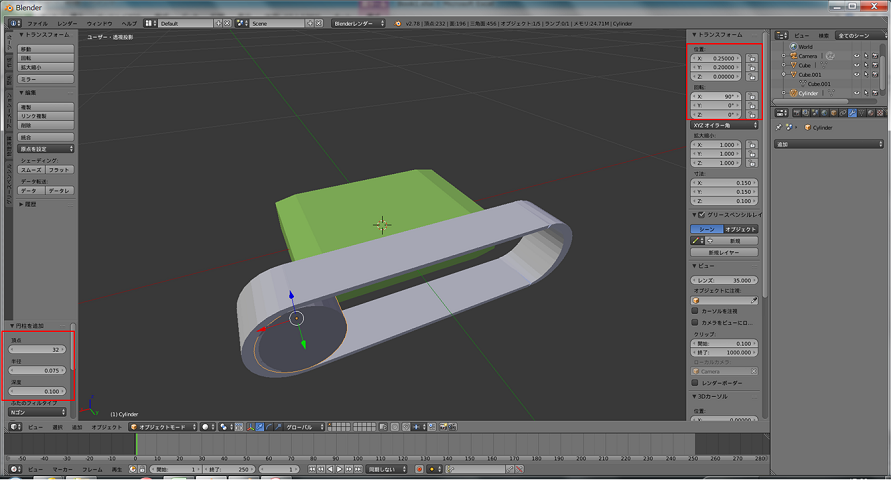 Blender
ファイル レンダー ウィンドウ ヘルプ Default Scene Blenderレンダー v2.78 | 頂点:232 | 面:196 | 三角面:456 | オブジェクト:1/5 | ランプ:0/1 | メモリ:24.71M | Cylinder
▼トランスフォーム
移動
回転
拡大縮小
ミラー
▼編集
複製
リンク複製
削除
統合
原点を設定
シェーディング:
スムーズ フラット
データ転送:
データ データレ
▶履歴
▼円柱を追加
頂点
32
半径
0.075
深度
0.100
ふたのフィルタイプ
Nゴン
ユーザー・透視投影
(1) Cylinder
▼トランスフォーム
位置:
X: 0.25000
Y: 0.20000
Z: 0.00000
回転:
X: 90°
Y: 0°
Z: 0°
XYZ オイラー角
拡大縮小:
X: 1.000
Y: 1.000
Z: 1.000
寸法:
X: 0.150
Y: 0.150
Z: 0.100
▼グリースペンシルレイ
シーン オブジェクト
新規
新規レイヤー
▼ビュー
レンズ: 35.000
オブジェクトに注視:
カーソルを注視
カメラをビューにロ...
クリップ:
開始: 0.100
終了: 1000.000
ローカルカメラ:
Camera
レンダーボーダー
▼3Dカーソル
位置:
X: 0.00000
ビュー 検索 全てのシーン
World
Camera
Cube
Cube.001
Cube.001
Cylinder
Cylinder
追加
ビュー 選択 追加 オブジェクト オブジェクトモード グローバル
-50 -40 -30 -20 -10 0 10 20 30 40 50 60 70 80 90 100 110 120 130 140 150 160 170 180 190 200 210 220 230 240 250 260 270 280
ビュー マーカー フレーム 再生 開始: 1 終了: 250 1 同期しない